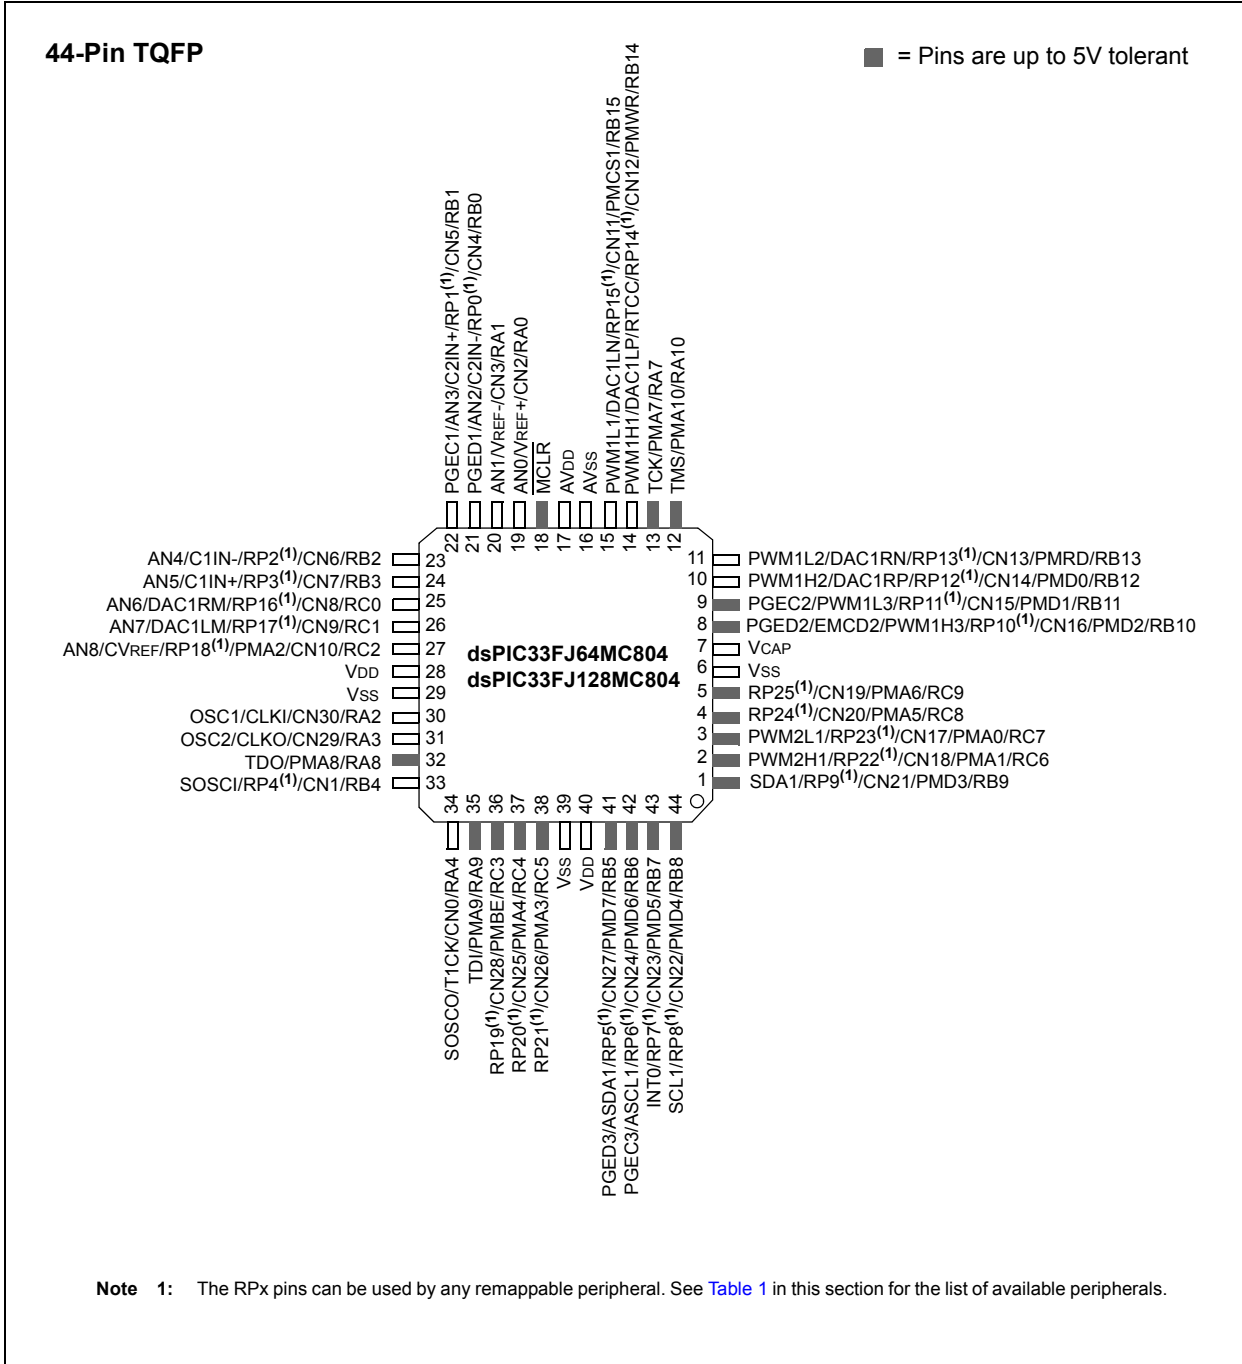 44-Pin TQFP
= Pins are up to 5V tolerant
PGEC1/AN3/C2IN+/RP1(1)/CN5/RB1
PGED1/AN2/C2IN-/RP0(1)/CN4/RB0
AN1/VREF-/CN3/RA1
AN0/VREF+/CN2/RA0
MCLR
AVDD
AVSS
PWM1L1/DAC1LN/RP15(1)/CN11/PMCS1/RB15
PWM1H1/DAC1LP/RTCC/RP14(1)/CN12/PMWR/RB14
TCK/PMA7/RA7
TMS/PMA10/RA10
22
21
20
19
18
17
16
15
14
13
12
AN4/C1IN-/RP2(1)/CN6/RB2 23
AN5/C1IN+/RP3(1)/CN7/RB3 24
AN6/DAC1RM/RP16(1)/CN8/RC0 25
AN7/DAC1LM/RP17(1)/CN9/RC1 26
AN8/CVREF/RP18(1)/PMA2/CN10/RC2 27
VDD 28
VSS 29
OSC1/CLKI/CN30/RA2 30
OSC2/CLKO/CN29/RA3 31
TDO/PMA8/RA8 32
SOSCI/RP4(1)/CN1/RB4 33
dsPIC33FJ64MC804
dsPIC33FJ128MC804
11 PWM1L2/DAC1RN/RP13(1)/CN13/PMRD/RB13
10 PWM1H2/DAC1RP/RP12(1)/CN14/PMD0/RB12
9 PGEC2/PWM1L3/RP11(1)/CN15/PMD1/RB11
8 PGED2/EMCD2/PWM1H3/RP10(1)/CN16/PMD2/RB10
7 VCAP
6 VSS
5 RP25(1)/CN19/PMA6/RC9
4 RP24(1)/CN20/PMA5/RC8
3 PWM2L1/RP23(1)/CN17/PMA0/RC7
2 PWM2H1/RP22(1)/CN18/PMA1/RC6
1 SDA1/RP9(1)/CN21/PMD3/RB9
34
35
36
37
38
39
40
41
42
43
44
SOSCO/T1CK/CN0/RA4
TDI/PMA9/RA9
RP19(1)/CN28/PMBE/RC3
RP20(1)/CN25/PMA4/RC4
RP21(1)/CN26/PMA3/RC5
VSS
VDD
PGED3/ASDA1/RP5(1)/CN27/PMD7/RB5
PGEC3/ASCL1/RP6(1)/CN24/PMD6/RB6
INT0/RP7(1)/CN23/PMD5/RB7
SCL1/RP8(1)/CN22/PMD4/RB8
Note 1: The RPx pins can be used by any remappable peripheral. See Table 1 in this section for the list of available peripherals.